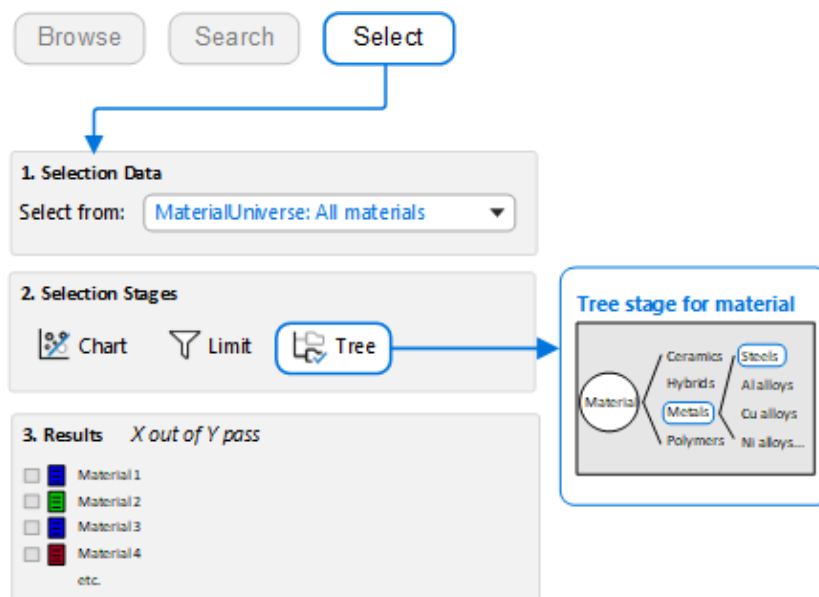 Browse Search Select
1. Selection Data
Select from: MaterialUniverse: All materials
2. Selection Stages
Chart Limit Tree
Tree stage for material
Material
Ceramics
Hybrids
Metals
Polymers
Steels
Al alloys
Cu alloys
Ni alloys...
3. Results X out of Y pass
Material 1
Material 2
Material 3
Material 4
etc.